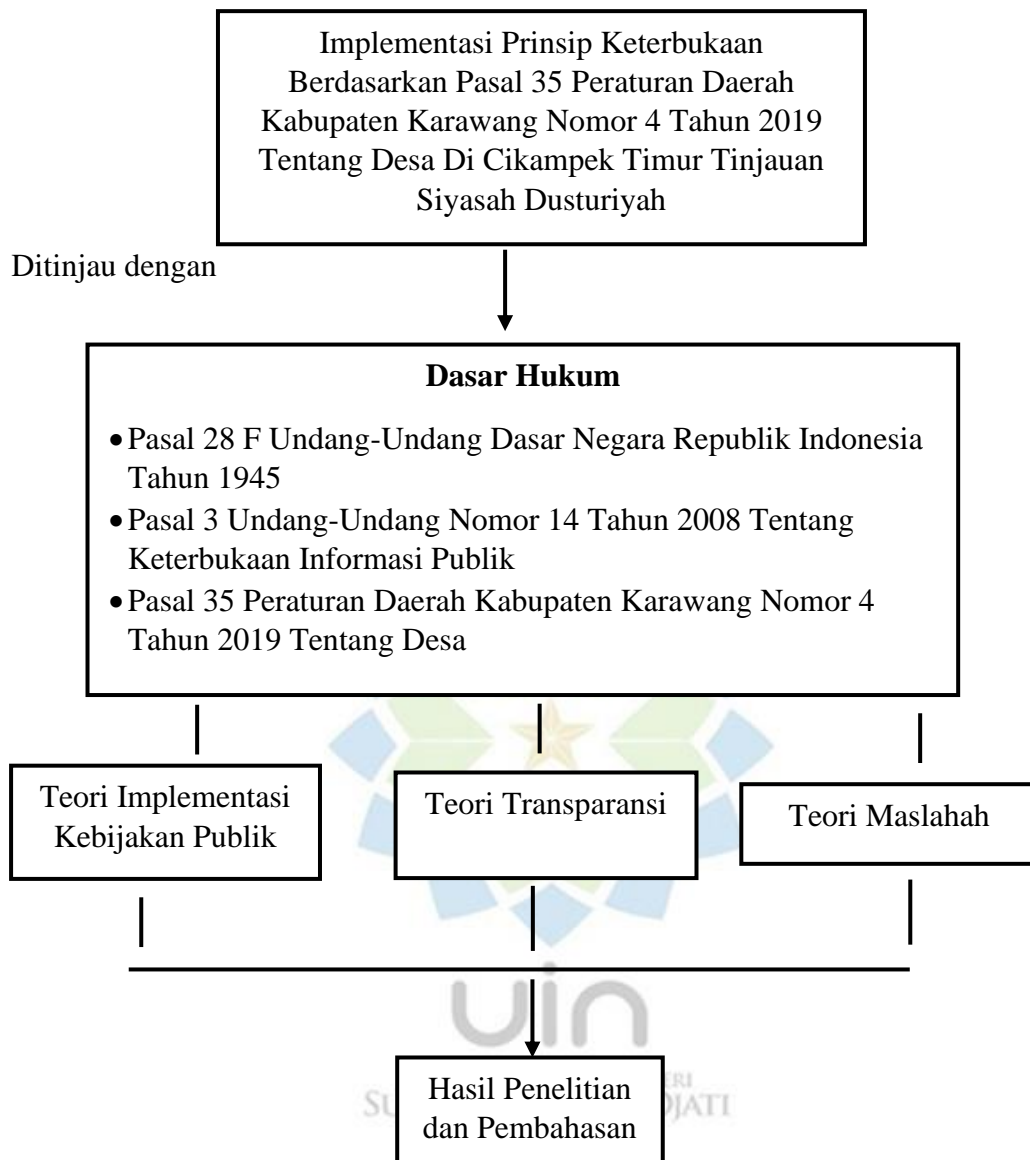 Implementasi Prinsip Keterbukaan
Berdasarkan Pasal 35 Peraturan Daerah
Kabupaten Karawang Nomor 4 Tahun 2019
Tentang Desa Di Cikampek Timur Tinjauan
Siyasah Dusturiyah
Ditinjau dengan
Dasar Hukum
•Pasal 28 F Undang-Undang Dasar Negara Republik Indonesia
Tahun 1945
•Pasal 3 Undang-Undang Nomor 14 Tahun 2008 Tentang
Keterbukaan Informasi Publik
•Pasal 35 Peraturan Daerah Kabupaten Karawang Nomor 4
Tahun 2019 Tentang Desa
Teori Implementasi
Kebijakan Publik
Teori Transparansi
Teori Maslahah
uin
Hasil Penelitian
dan Pembahasan